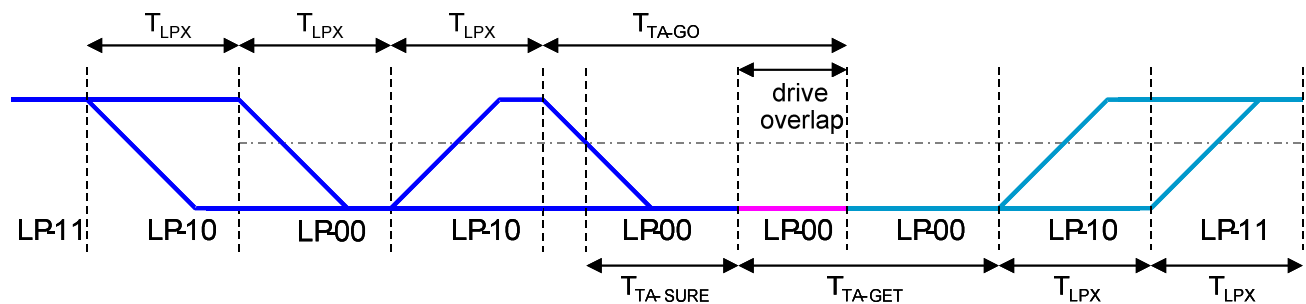 TLPX TLPX TLPX TTA-GO
drive
overlap
LP-11 LP-10 LP-00 LP-10 LP-00 LP-00 LP-00 LP-10 LP-11
TTA-SURE TTA-GET TLPX TLPX